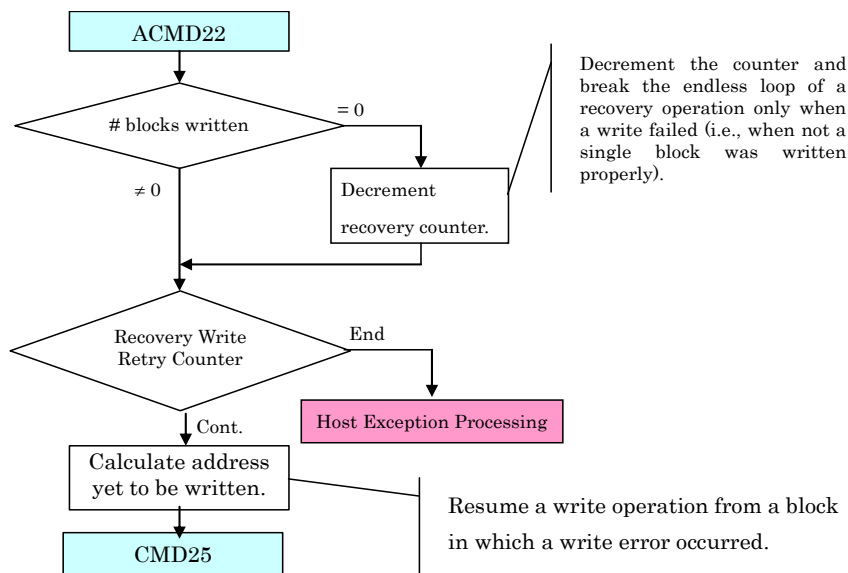 ACMD22
Decrement the counter and
break the endless loop of a
recovery operation only when
a write failed (i.e., when not a
single block was written
properly).
= 0
# blocks written
≠ 0
Decrement
recovery counter.
Recovery Write
Retry Counter
End
Host Exception Processing
Cont.
Calculate address
yet to be written.
Resume a write operation from a block
in which a write error occurred.
CMD25